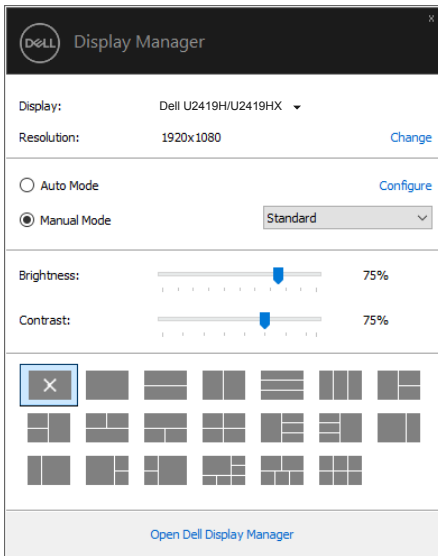 x
DELL Display Manager
Display: Dell U2419H/U2419HX
Resolution: 1920x1080 Change
Auto Mode Configure
Manual Mode Standard
Brightness: 75%
Contrast: 75%
Open Dell Display Manager